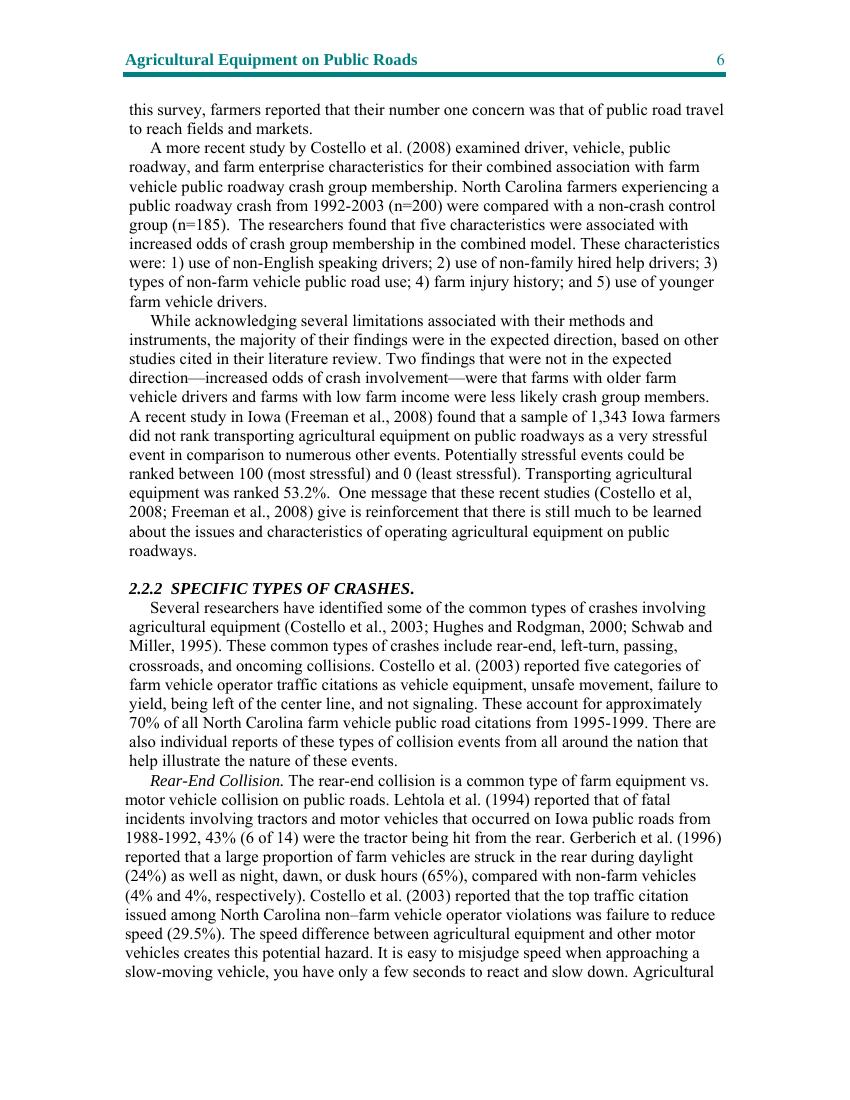 Agricultural Equipment on Public Roads 6
this survey, farmers reported that their number one concern was that of public road travel
to reach fields and markets.
A more recent study by Costello et al. (2008) examined driver, vehicle, public
roadway, and farm enterprise characteristics for their combined association with farm
vehicle public roadway crash group membership. North Carolina farmers experiencing a
public roadway crash from 1992-2003 (n=200) were compared with a non-crash control
group (n=185).  The researchers found that five characteristics were associated with
increased odds of crash group membership in the combined model. These characteristics
were: 1) use of non-English speaking drivers; 2) use of non-family hired help drivers; 3)
types of non-farm vehicle public road use; 4) farm injury history; and 5) use of younger
farm vehicle drivers.
While acknowledging several limitations associated with their methods and
instruments, the majority of their findings were in the expected direction, based on other
studies cited in their literature review. Two findings that were not in the expected
direction—increased odds of crash involvement—were that farms with older farm
vehicle drivers and farms with low farm income were less likely crash group members.
A recent study in Iowa (Freeman et al., 2008) found that a sample of 1,343 Iowa farmers
did not rank transporting agricultural equipment on public roadways as a very stressful
event in comparison to numerous other events. Potentially stressful events could be
ranked between 100 (most stressful) and 0 (least stressful). Transporting agricultural
equipment was ranked 53.2%.  One message that these recent studies (Costello et al,
2008; Freeman et al., 2008) give is reinforcement that there is still much to be learned
about the issues and characteristics of operating agricultural equipment on public
roadways.
2.2.2  SPECIFIC TYPES OF CRASHES.
Several researchers have identified some of the common types of crashes involving
agricultural equipment (Costello et al., 2003; Hughes and Rodgman, 2000; Schwab and
Miller, 1995). These common types of crashes include rear-end, left-turn, passing,
crossroads, and oncoming collisions. Costello et al. (2003) reported five categories of
farm vehicle operator traffic citations as vehicle equipment, unsafe movement, failure to
yield, being left of the center line, and not signaling. These account for approximately
70% of all North Carolina farm vehicle public road citations from 1995-1999. There are
also individual reports of these types of collision events from all around the nation that
help illustrate the nature of these events.
Rear-End Collision. The rear-end collision is a common type of farm equipment vs.
motor vehicle collision on public roads. Lehtola et al. (1994) reported that of fatal
incidents involving tractors and motor vehicles that occurred on Iowa public roads from
1988-1992, 43% (6 of 14) were the tractor being hit from the rear. Gerberich et al. (1996)
reported that a large proportion of farm vehicles are struck in the rear during daylight
(24%) as well as night, dawn, or dusk hours (65%), compared with non-farm vehicles
(4% and 4%, respectively). Costello et al. (2003) reported that the top traffic citation
issued among North Carolina non–farm vehicle operator violations was failure to reduce
speed (29.5%). The speed difference between agricultural equipment and other motor
vehicles creates this potential hazard. It is easy to misjudge speed when approaching a
slow-moving vehicle, you have only a few seconds to react and slow down. Agricultural